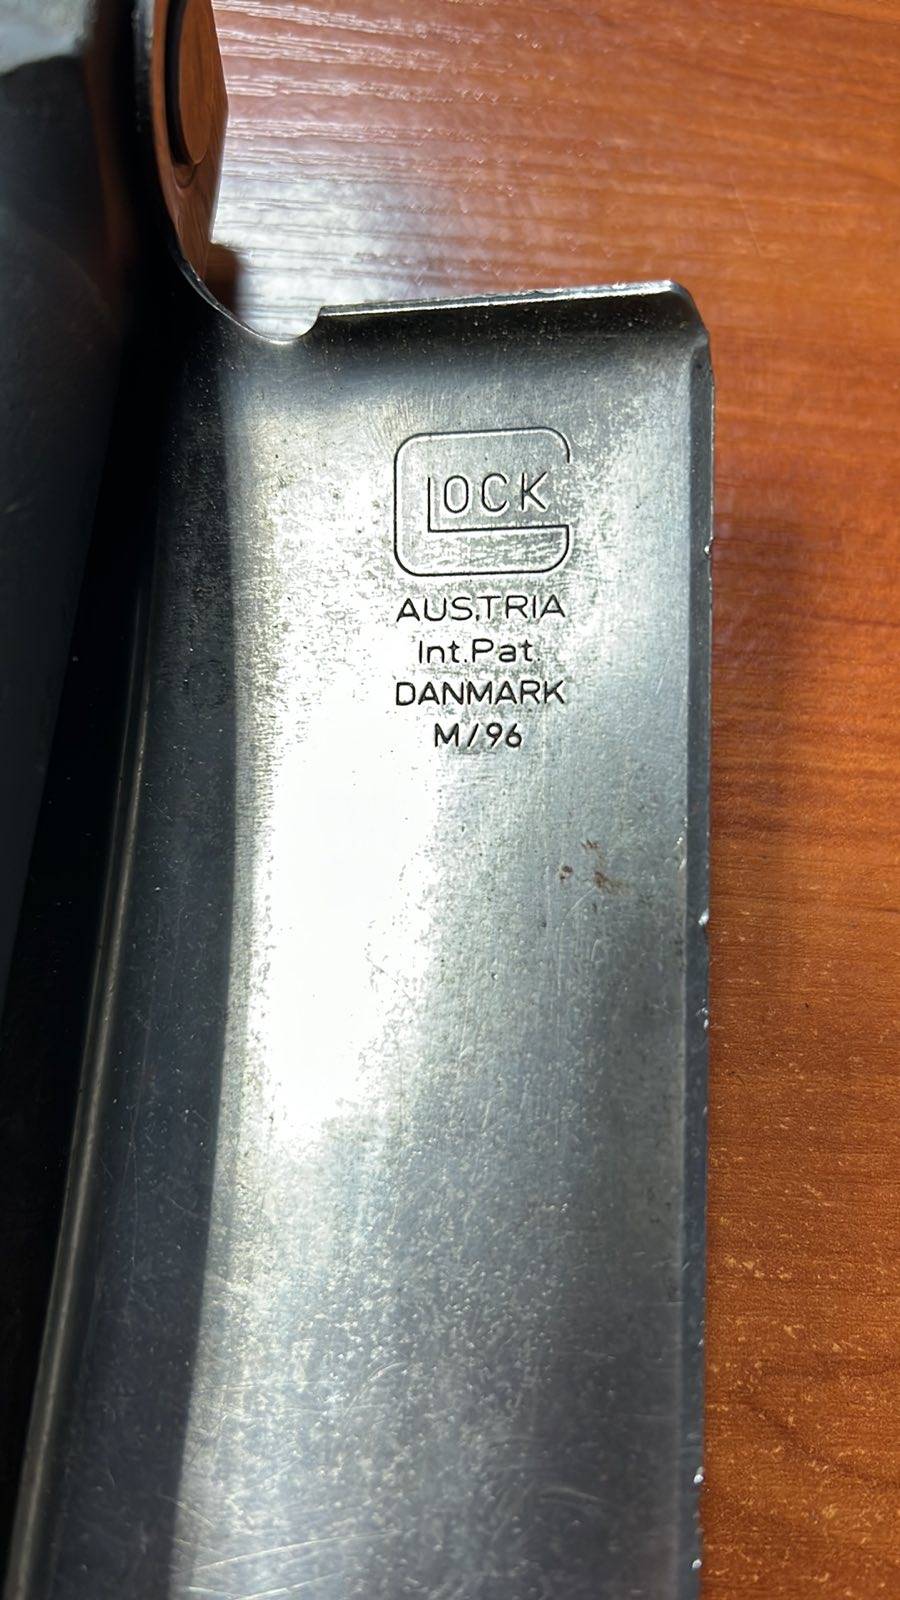 GLOCK
AUSTRIA
Int.Pat.
DANMARK
M/96